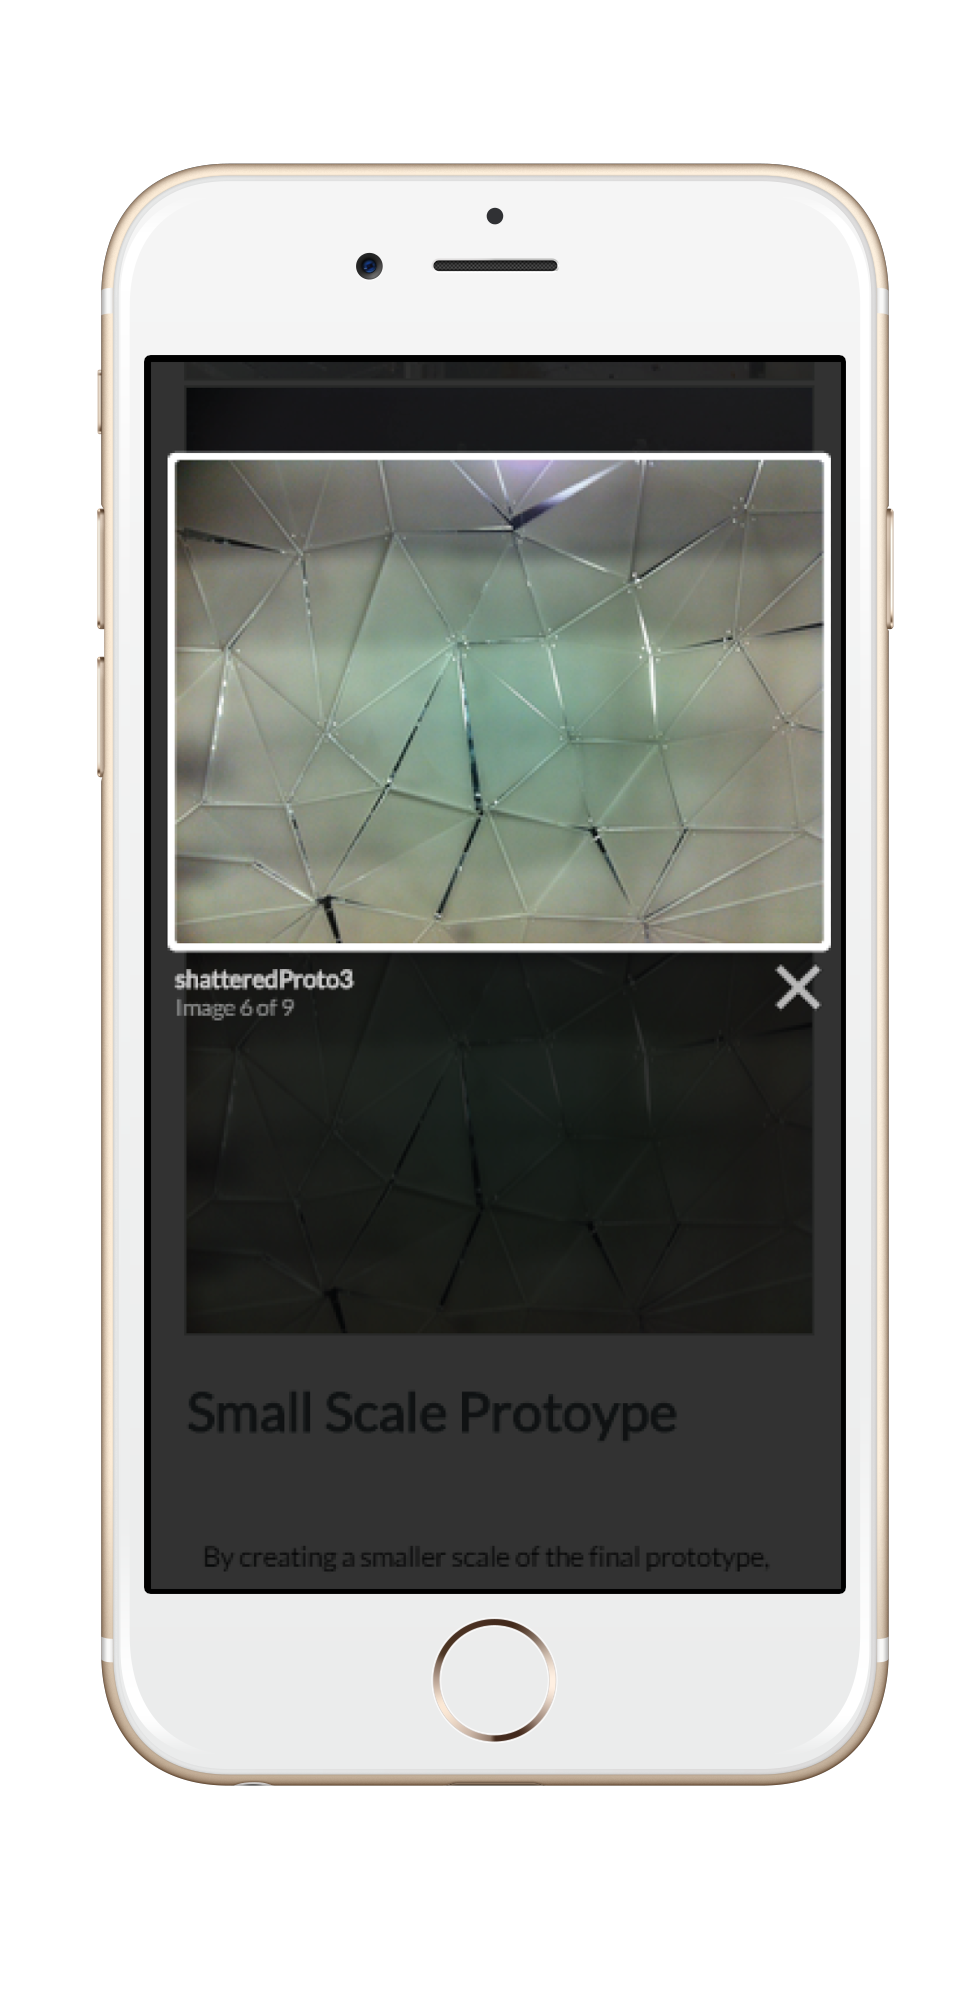 shatteredProto3
Image 6 of 9
Small Scale Protoype
By creating a smaller scale of the final prototype,